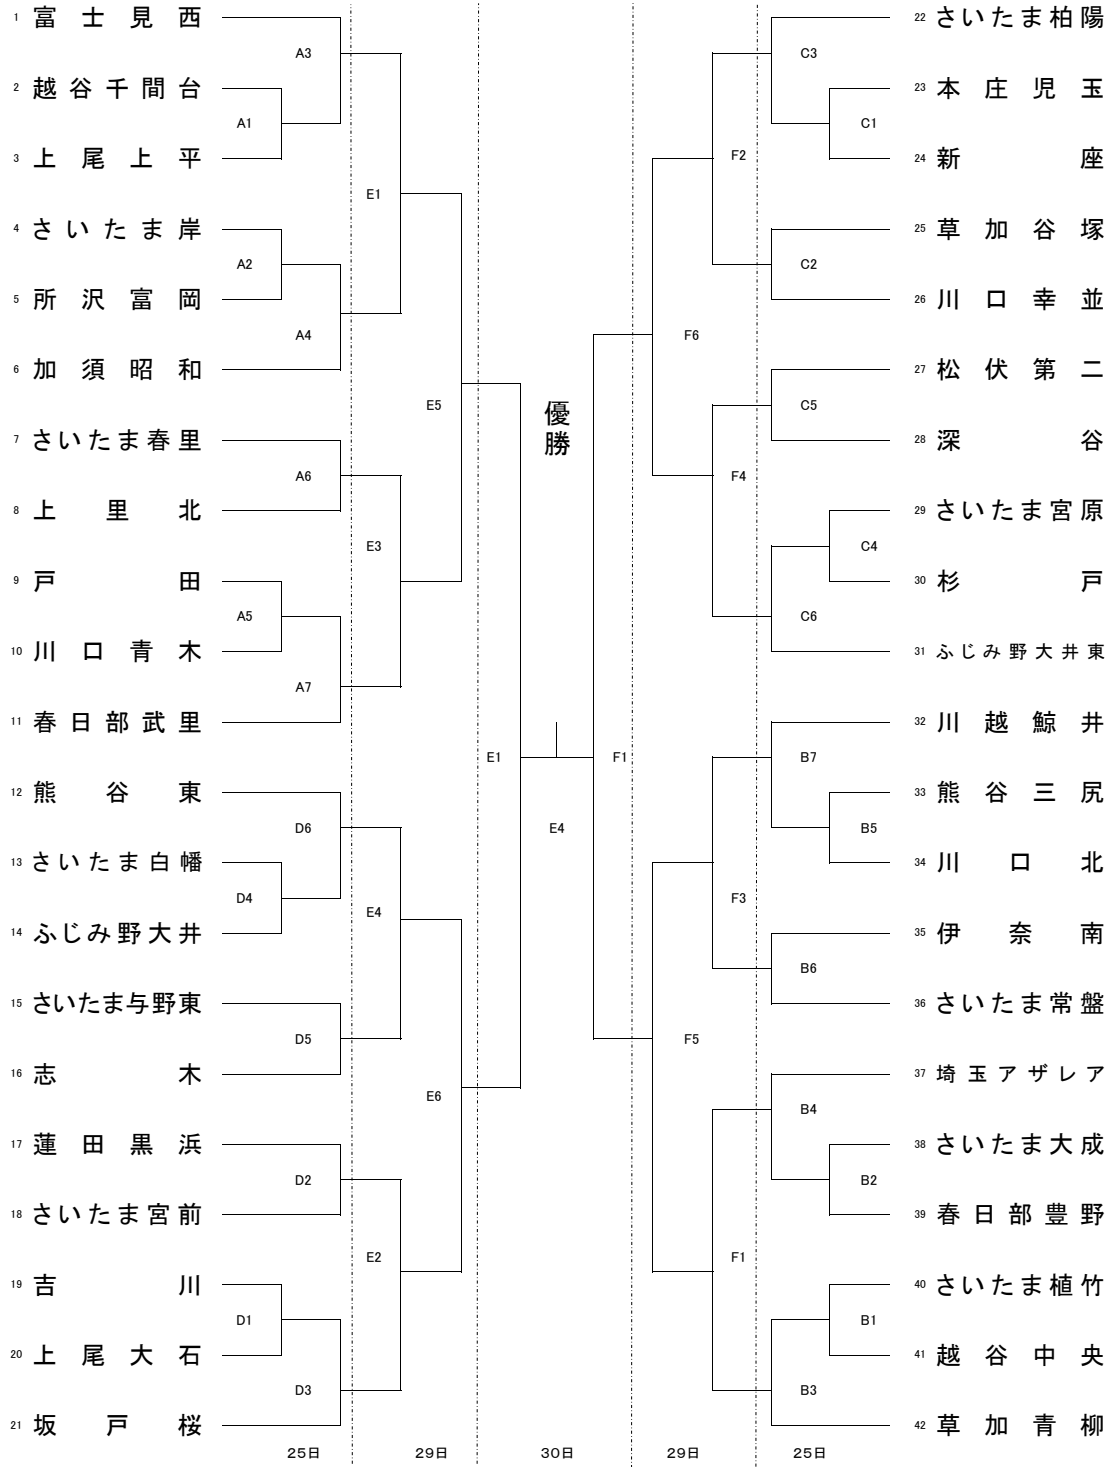 1 富士見西
A3
2 越谷千間台
A1
3 上尾上平
E1
4 さいたま岸
A2
5 所沢富岡
A4
6 加須昭和
E5
7 さいたま春里
A6
8 上里北
E3
9 戸田
A5
10 川口青木
A7
11 春日部武里
E1
12 熊谷東
D6
13 さいたま白幡
D4
E4
14 ふじみ野大井
15 さいたま与野東
D5
16 志木
E6
17 蓮田黒浜
D2
18 さいたま宮前
E2
19 吉川
D1
20 上尾大石
D3
21 坂戸桜
優勝
E4
22 さいたま柏陽
C3
23 本庄児玉
C1
24 新座
F2
25 草加谷塚
C2
26 川口幸並
F6
27 松伏第二
C5
28 深谷
F4
29 さいたま宮原
C4
30 杉戸
C6
31 ふじみ野大井東
32 川越鯨井
B7
F1
33 熊谷三尻
B5
34 川口北
F3
35 伊奈南
B6
36 さいたま常盤
F5
37 埼玉アザレア
B4
38 さいたま大成
B2
39 春日部豊野
F1
40 さいたま植竹
B1
41 越谷中央
B3
42 草加青柳
25日 29日 30日 29日 25日